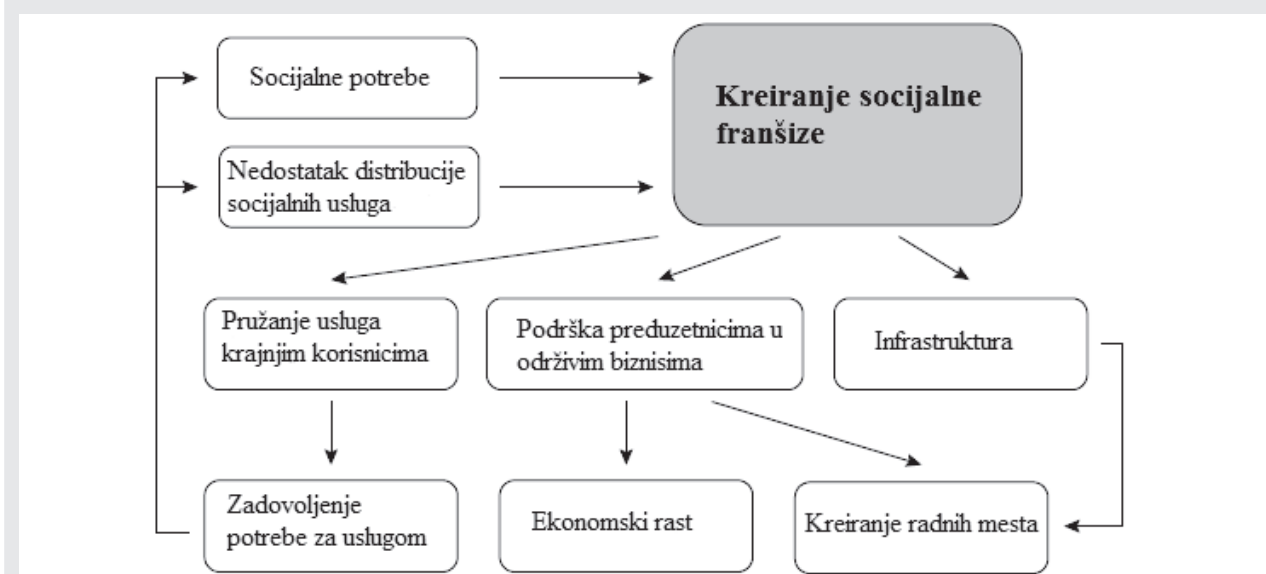 Socijalne potrebe
Kreiranje socijalne
franšize
Nedostatak distribucije
socijalnih usluga
Pružanje usluga
krajnjim korisnicima
Podrška preduzetnicima u
održivim biznisima
Infrastruktura
Zadovoljenje
potrebe za uslugom
Ekonomski rast
Kreiranje radnih mesta